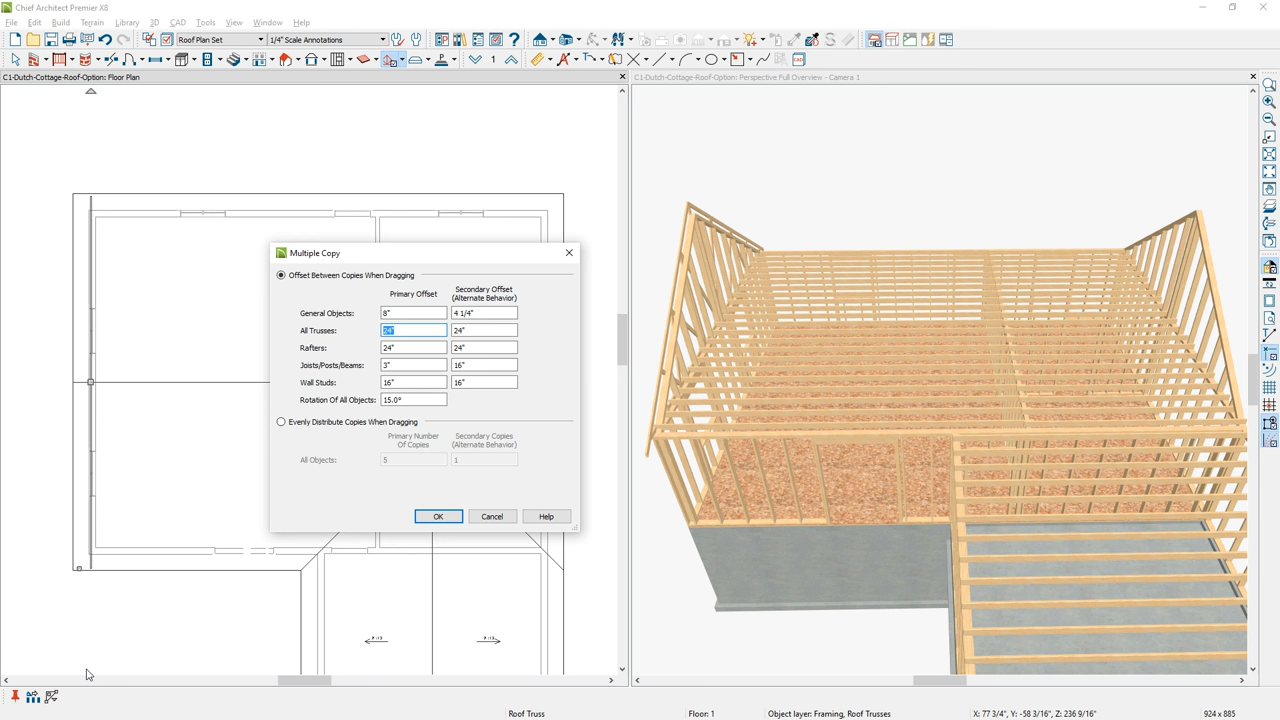 Chief Architect Premier X8
File Edit Build Terrain Library 3D CAD Tools View Window Help
Roof Plan Set 1/4" Scale Annotations
1
C1-Dutch-Cottage-Roof-Option: Floor Plan
C1-Dutch-Cottage-Roof-Option: Perspective Full Overview - Camera 1
Multiple Copy
Offset Between Copies When Dragging
Primary Offset Secondary Offset (Alternate Behavior)
General Objects: 8" 4 1/4"
All Trusses: 24" 24"
Rafters: 24" 24"
Joists/Posts/Beams: 3" 16"
Wall Studs: 16" 16"
Rotation Of All Objects: 15.0°
Evenly Distribute Copies When Dragging
Primary Number Of Copies Secondary Copies (Alternate Behavior)
All Objects: 5 1
OK Cancel Help
Roof Truss Floor: 1 Object layer: Framing, Roof Trusses X: 77 3/4", Y: -58 3/16", Z: 236 9/16" 924 x 885